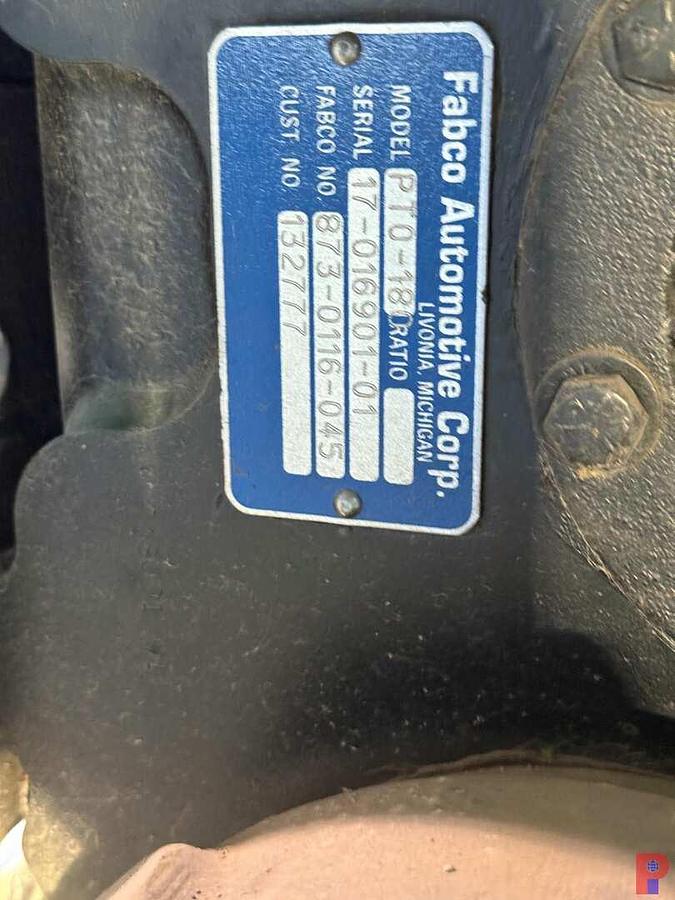 Fabco Automotive Corp.
LIVONIA, MICHIGAN
MODEL PTO-180 RATIO
SERIAL 17-016901-01
FABCO NO. 873-0116-045
CUST NO 132777